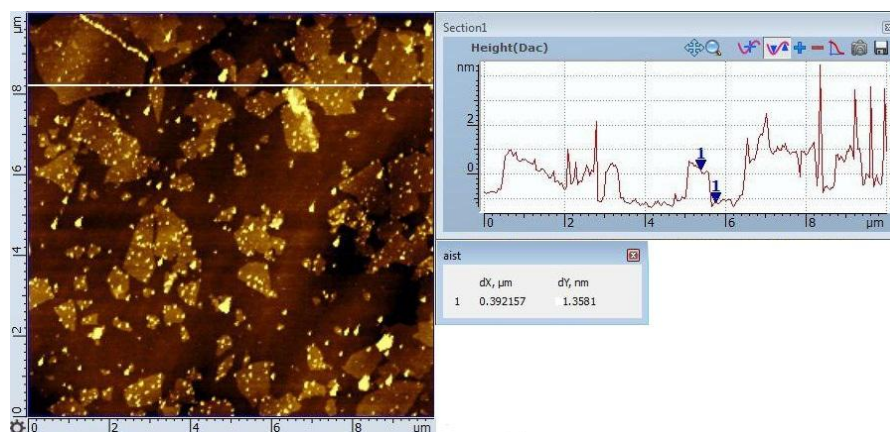 µm
8
6
4
2
0
0 2 4 6 8 µm
Section1
Height(Dac)
nm
2
0
1
1
0 2 4 6 8 µm
aist
dX, µm dY, nm
1 0.392157 1.3581